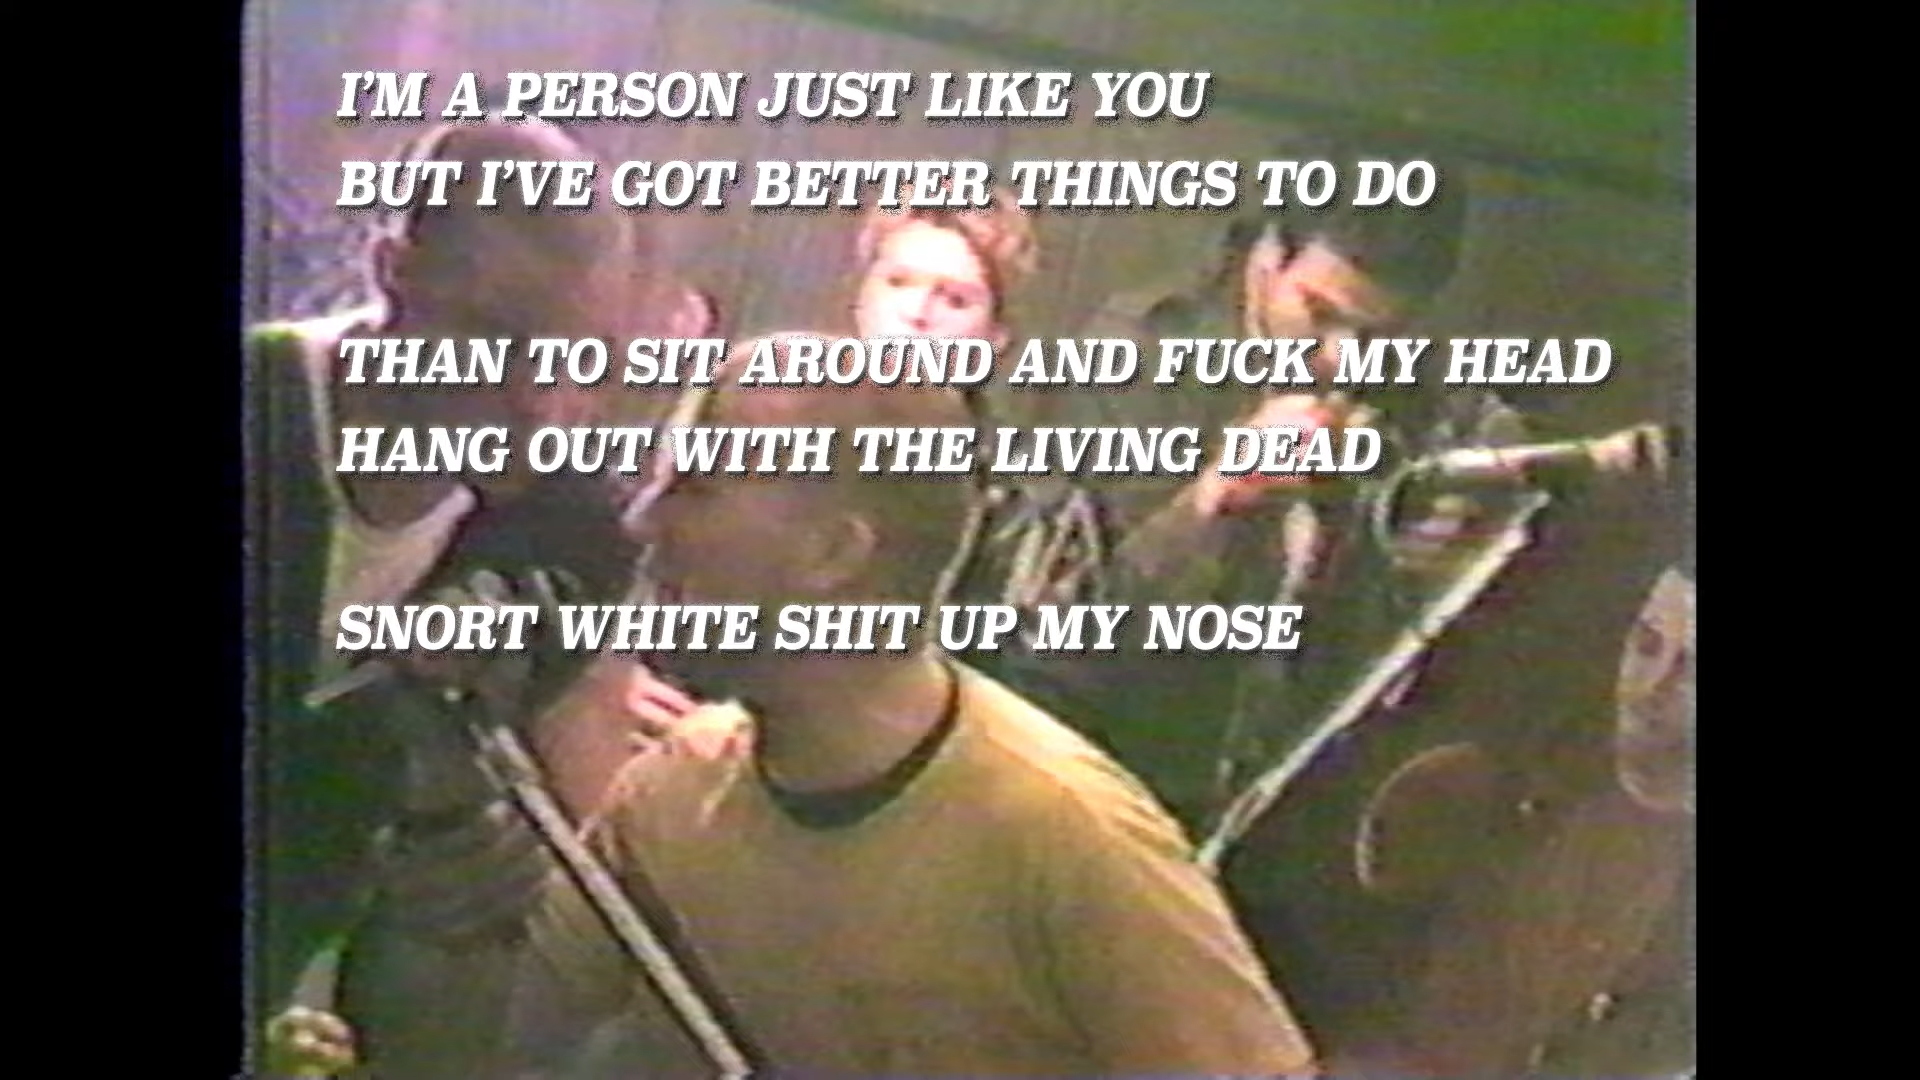 I'M A PERSON JUST LIKE YOU
BUT I'VE GOT BETTER THINGS TO DO
THAN TO SIT AROUND AND FUCK MY HEAD
HANG OUT WITH THE LIVING DEAD
SNORT WHITE SHIT UP MY NOSE